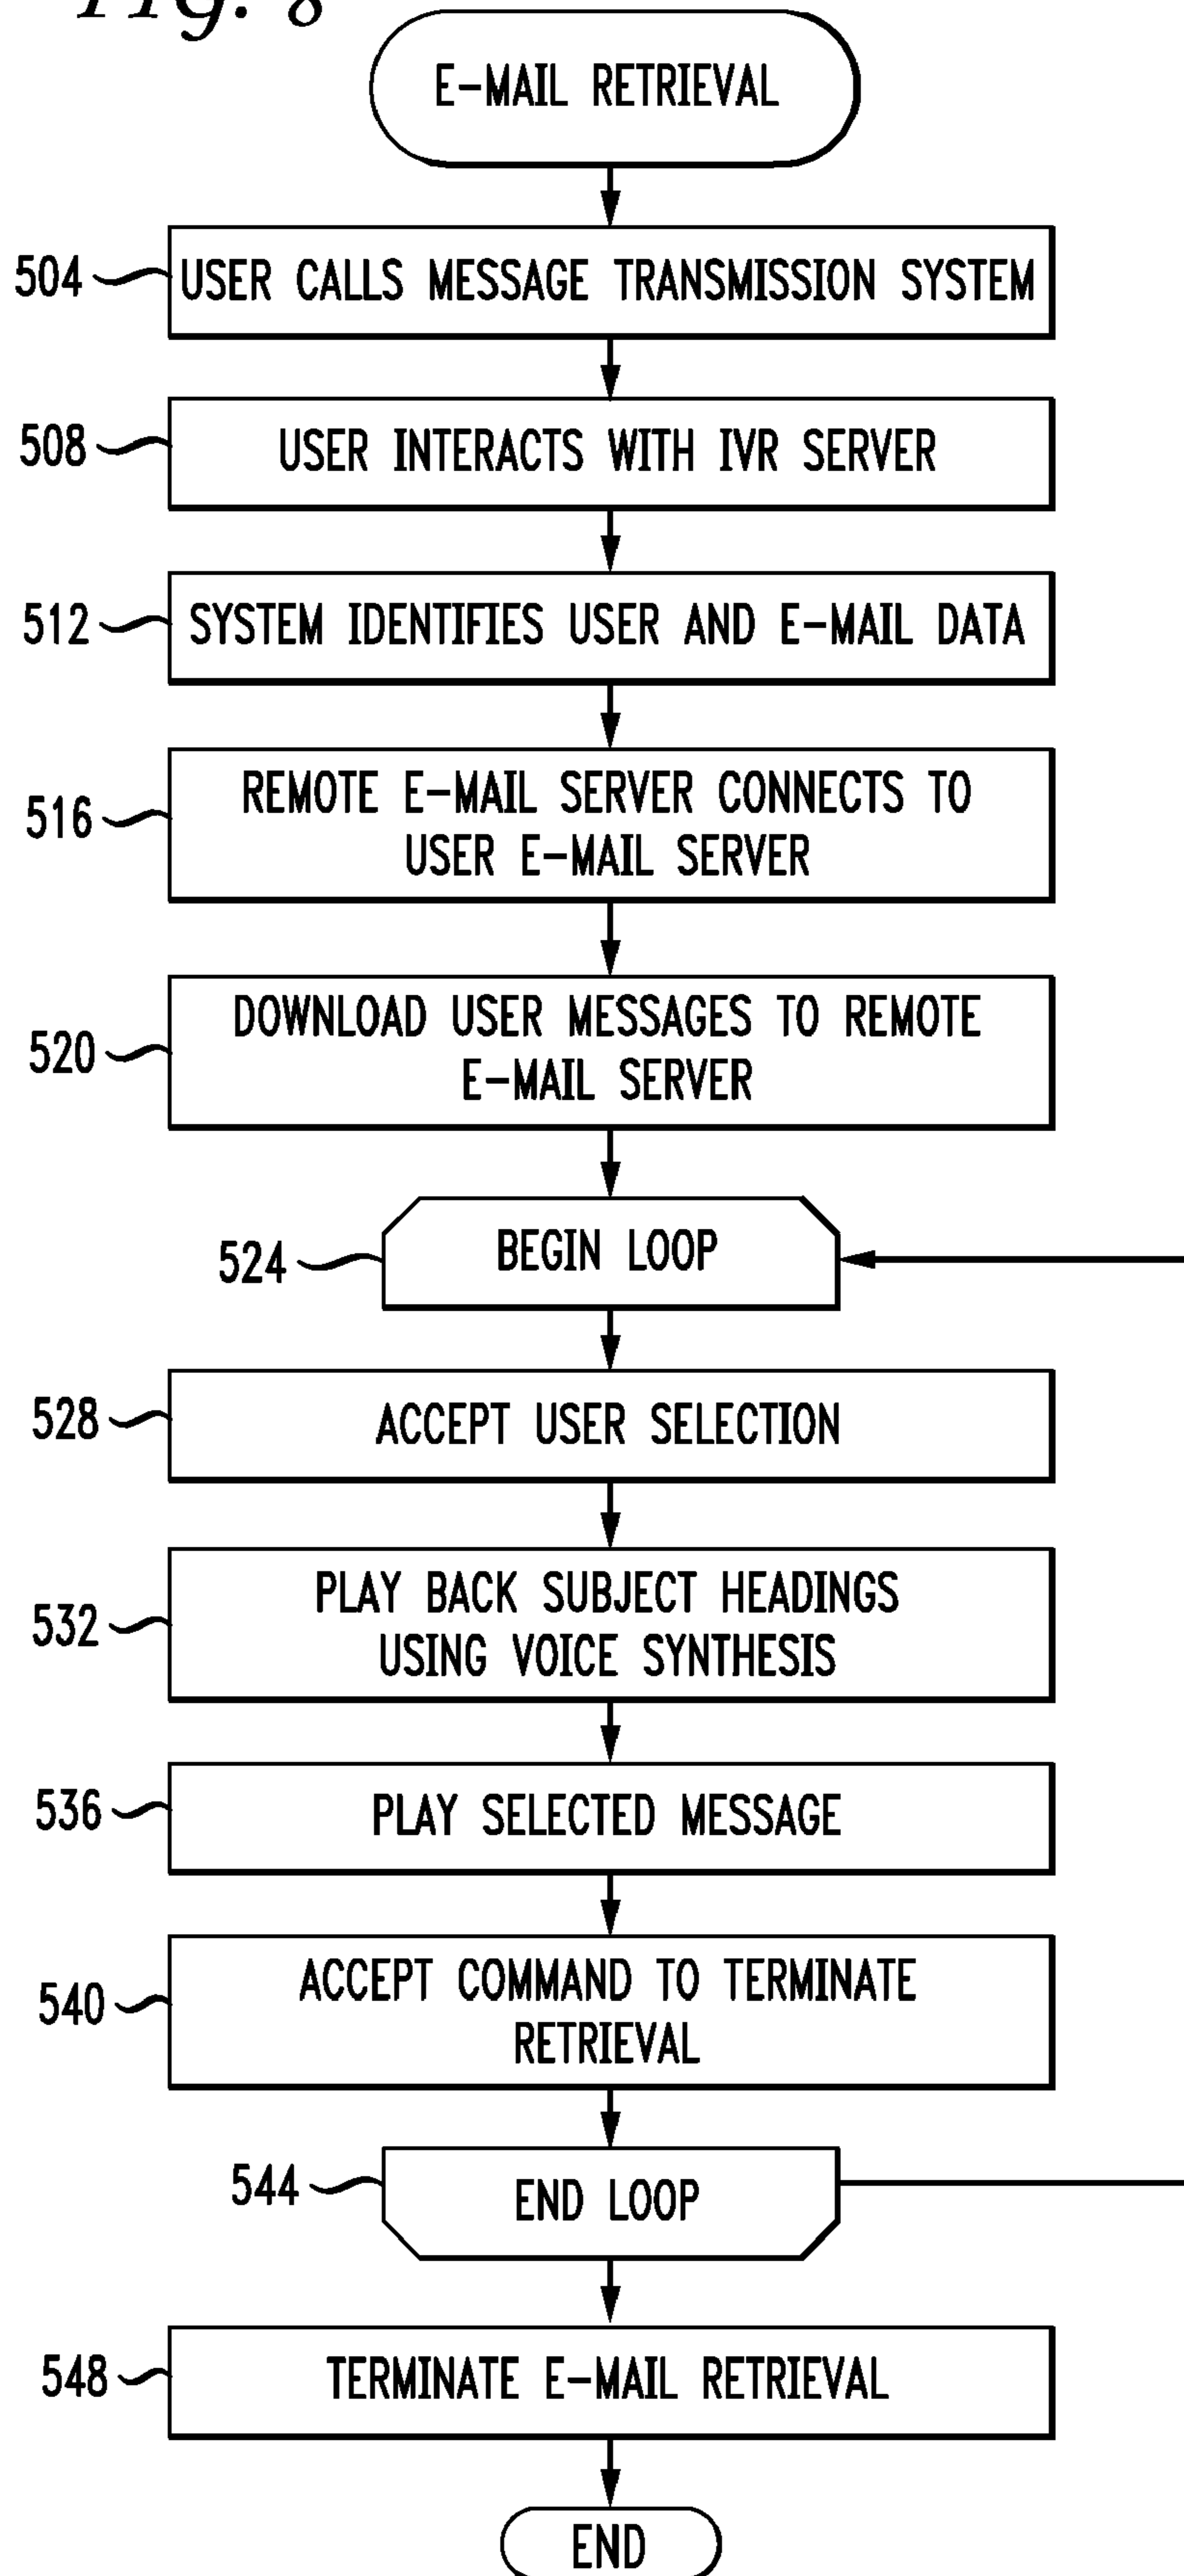 FIG. 8
E-MAIL RETRIEVAL
504
USER CALLS MESSAGE TRANSMISSION SYSTEM
508
USER INTERACTS WITH IVR SERVER
512
SYSTEM IDENTIFIES USER AND E-MAIL DATA
516
REMOTE E-MAIL SERVER CONNECTS TO
USER E-MAIL SERVER
520
DOWNLOAD USER MESSAGES TO REMOTE
E-MAIL SERVER
524
BEGIN LOOP
528
ACCEPT USER SELECTION
532
PLAY BACK SUBJECT HEADINGS
USING VOICE SYNTHESIS
536
PLAY SELECTED MESSAGE
540
ACCEPT COMMAND TO TERMINATE
RETRIEVAL
544
END LOOP
548
TERMINATE E-MAIL RETRIEVAL
END